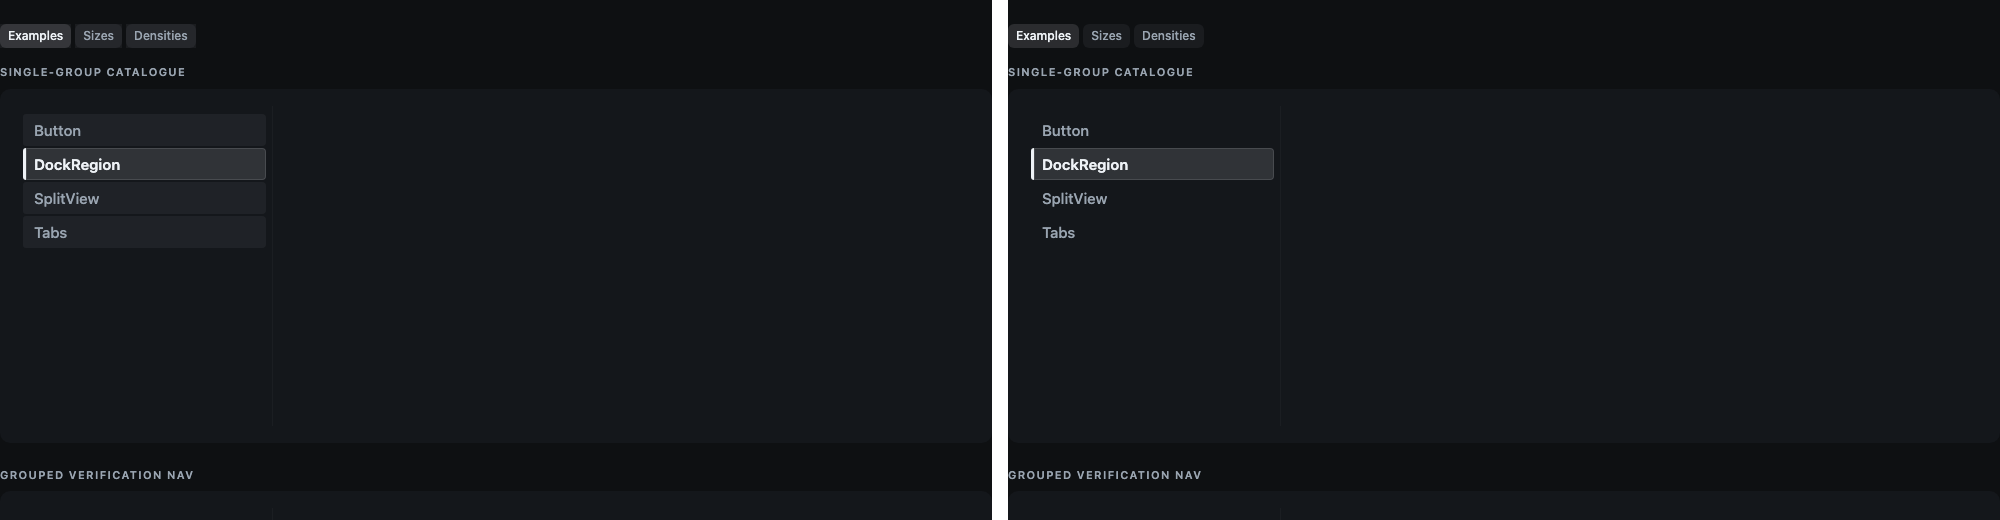 Examples Sizes Densities
SINGLE-GROUP CATALOGUE
Button
DockRegion
SplitView
Tabs
GROUPED VERIFICATION NAV
Examples Sizes Densities
SINGLE-GROUP CATALOGUE
Button
DockRegion
SplitView
Tabs
GROUPED VERIFICATION NAV